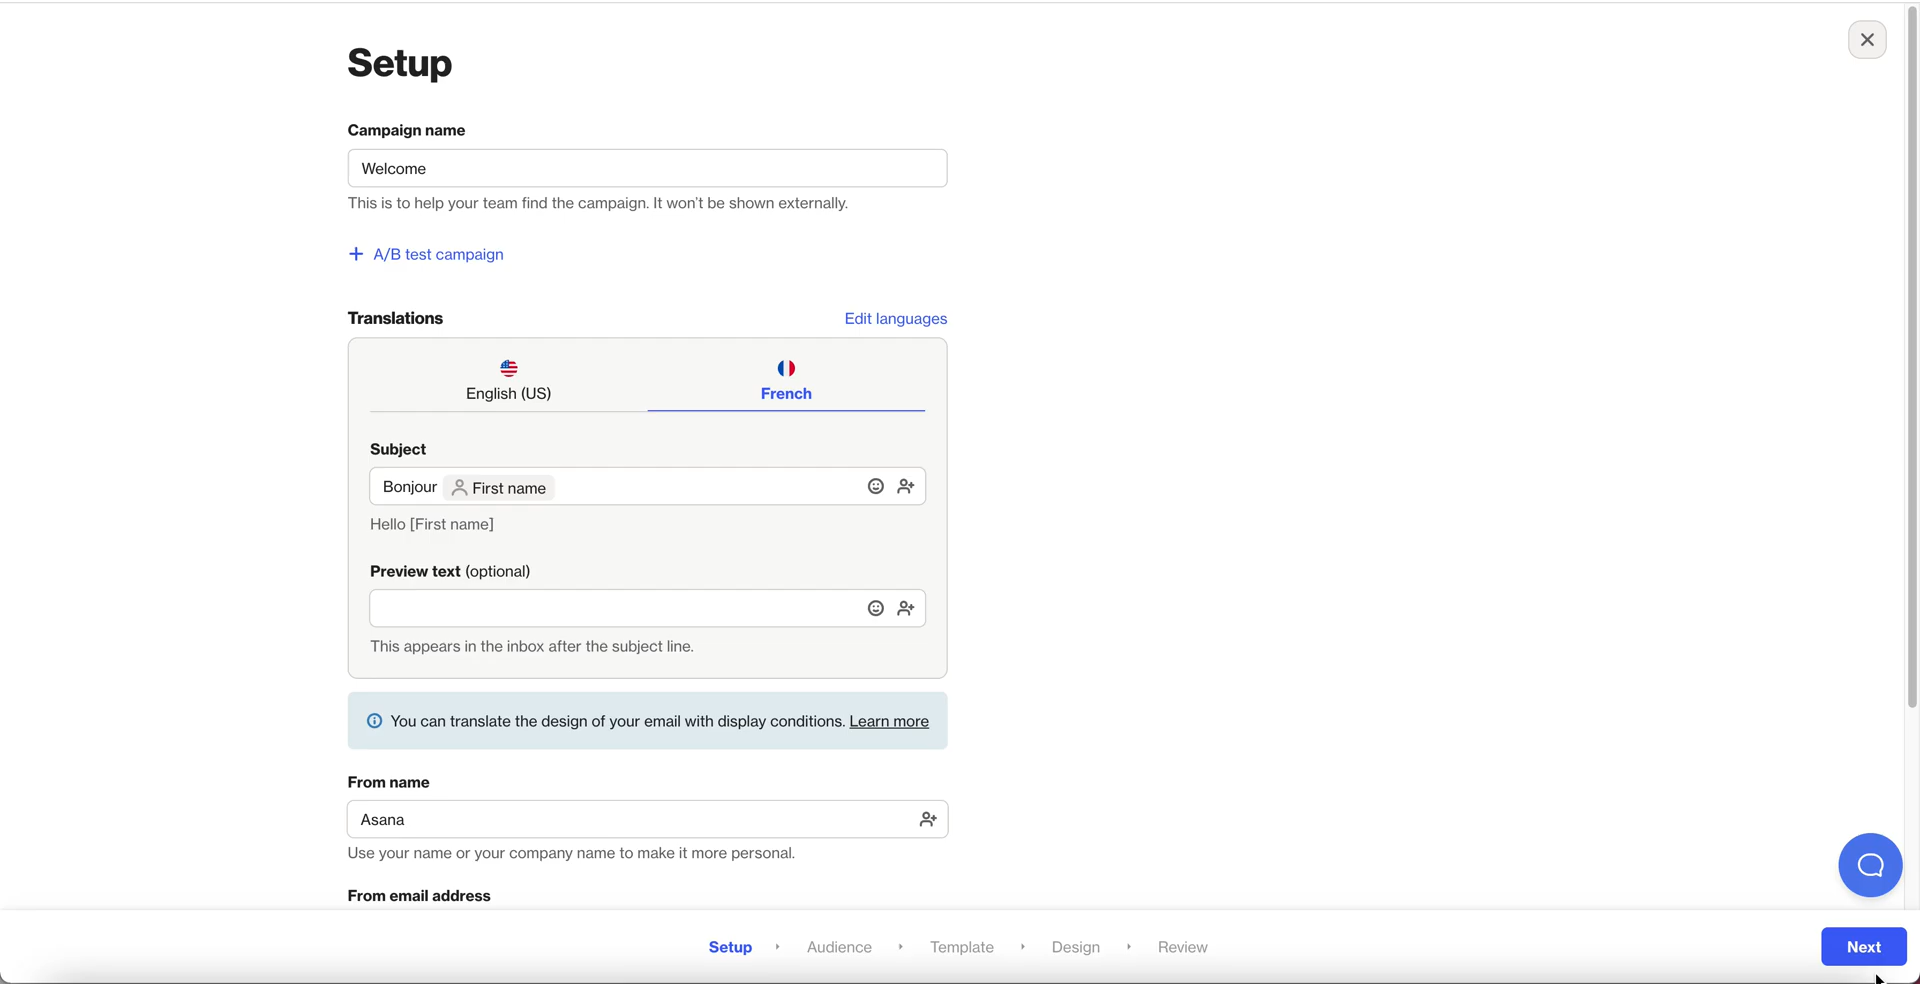 Setup
Campaign name
Welcome
This is to help your team find the campaign. It won't be shown externally.
A/B test campaign
Translations
Edit languages
English (US)
French
Subject
Bonjour First name
Hello [First name]
Preview text (optional)
This appears in the inbox after the subject line.
You can translate the design of your email with display conditions. Learn more
From name
Asana
Use your name or your company name to make it more personal.
From email address
Setup
Audience
Template
Design
Review
Next